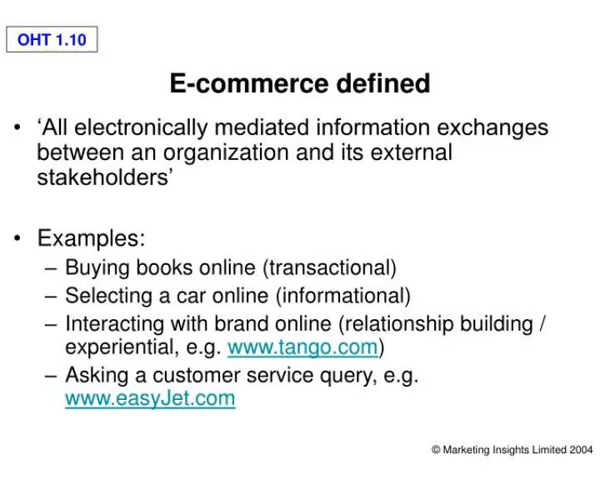 OHT 1.10
E-commerce defined
• ‘All electronically mediated information exchanges
between an organization and its external
stakeholders’
• Examples:
– Buying books online (transactional)
– Selecting a car online (informational)
– Interacting with brand online (relationship building /
experiential, e.g. www.tango.com)
– Asking a customer service query, e.g.
www.easyJet.com
© Marketing Insights Limited 2004